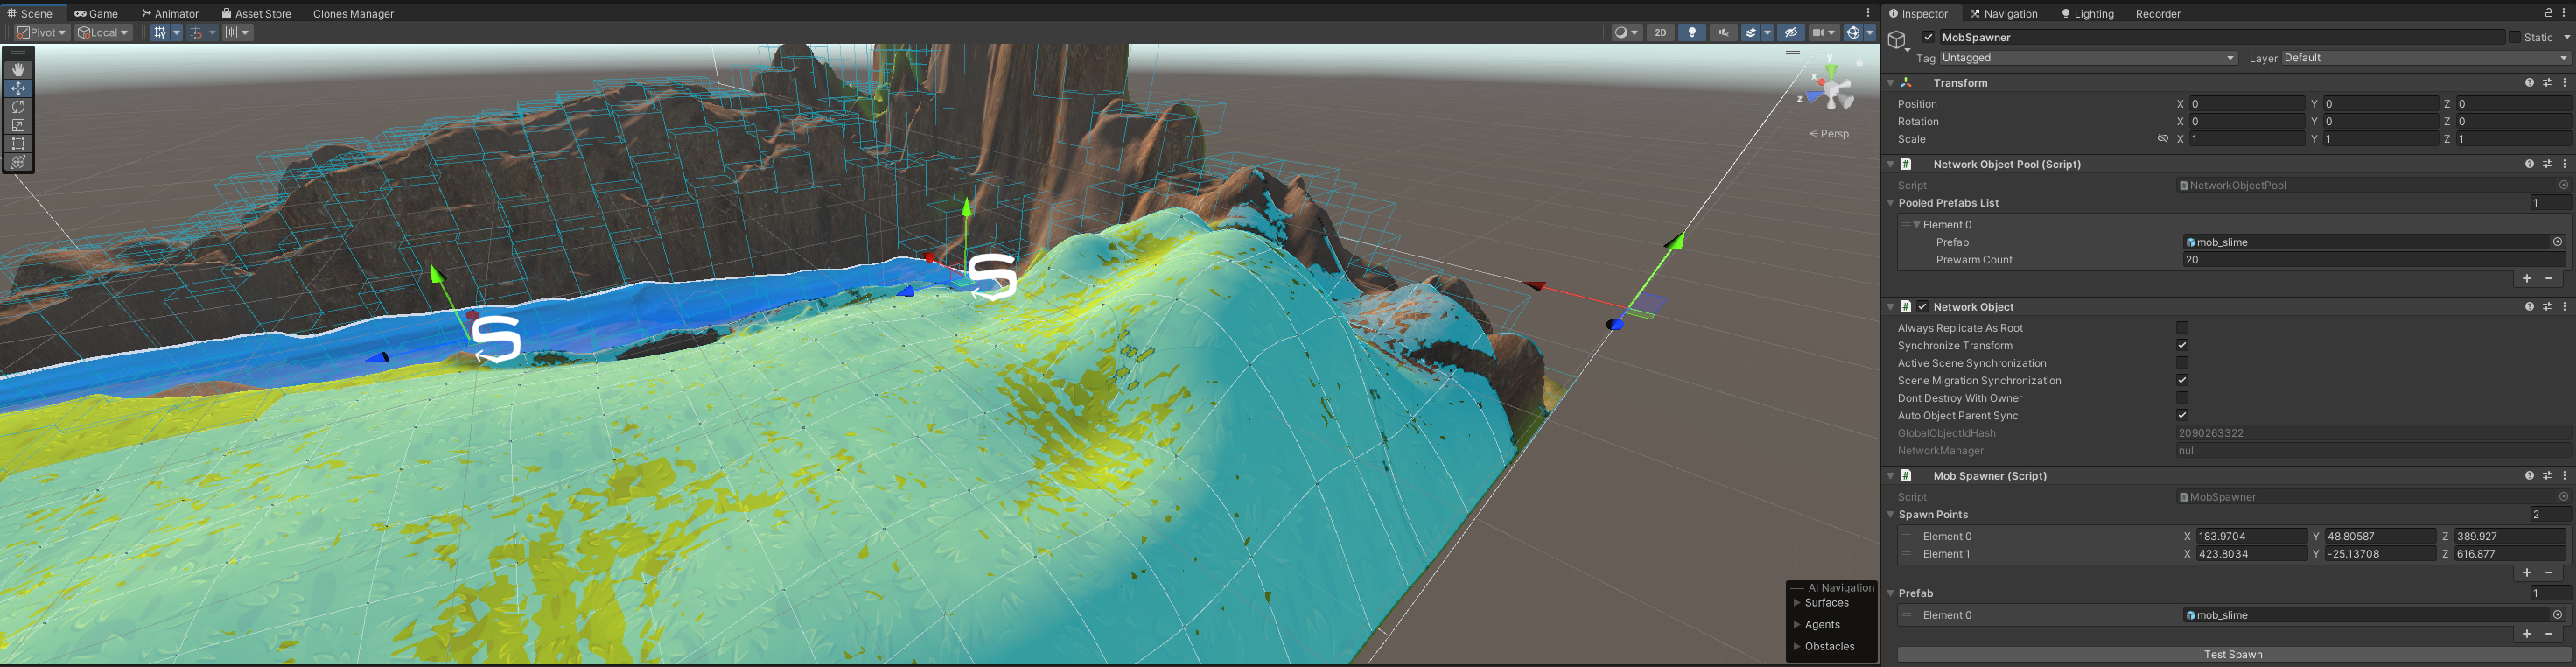 Scene Game Animator Asset Store Clones Manager
Pivot Local
2D
y
x
z
Persp
S
S
AI Navigation
Surfaces
Agents
Obstacles
Inspector Navigation Lighting Recorder
MobSpawner Static
Tag Untagged Layer Default
Transform
Position X 0 Y 0 Z 0
Rotation X 0 Y 0 Z 0
Scale X 1 Y 1 Z 1
# Network Object Pool (Script)
Script NetworkObjectPool
Pooled Prefabs List 1
Element 0
Prefab mob_slime
Prewarm Count 20
+ −
# Network Object
Always Replicate As Root
Synchronize Transform
Active Scene Synchronization
Scene Migration Synchronization
Dont Destroy With Owner
Auto Object Parent Sync
GlobalObjectIdHash 2090263322
NetworkManager null
# Mob Spawner (Script)
Script MobSpawner
Spawn Points 2
Element 0 X 183.9704 Y 48.80587 Z 389.927
Element 1 X 423.8034 Y -25.13708 Z 616.877
+ −
Prefab 1
Element 0 mob_slime
+ −
Test Spawn